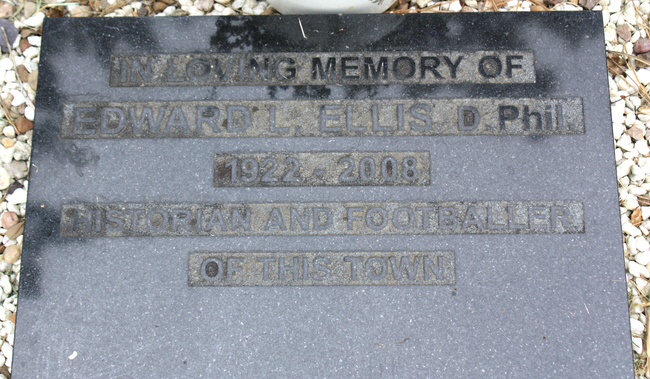 IN LOVING MEMORY OF
EDWARD L. ELLIS D.Phil.
1922 - 2008
HISTORIAN AND FOOTBALLER
OF THIS TOWN